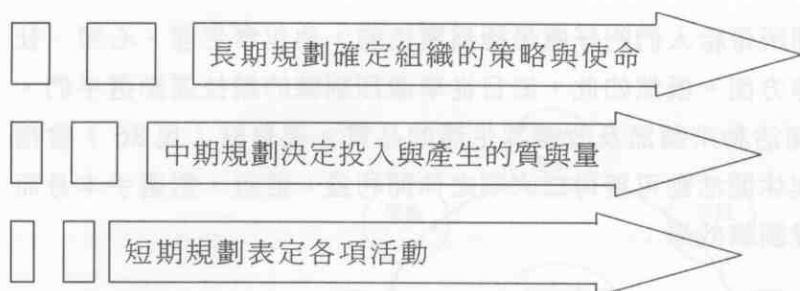 長期規劃確定組織的策略與使命
中期規劃決定投入與產生的質與量
短期規劃表定各項活動